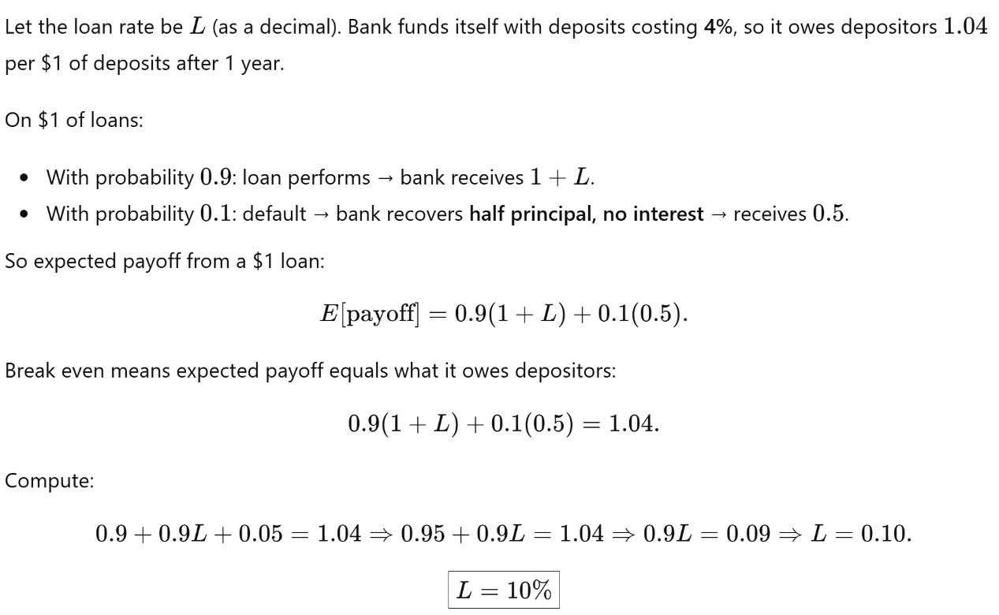 Let the loan rate be L (as a decimal). Bank funds itself with deposits costing 4%, so it owes depositors 1.04
per $1 of deposits after 1 year.
On $1 of loans:
• With probability 0.9: loan performs → bank receives 1 + L.
• With probability 0.1: default → bank recovers half principal, no interest → receives 0.5.
So expected payoff from a $1 loan:
E[payoff] = 0.9(1 + L) + 0.1(0.5).
Break even means expected payoff equals what it owes depositors:
0.9(1 + L) + 0.1(0.5) = 1.04.
Compute:
0.9 + 0.9L + 0.05 = 1.04 ⇒ 0.95 + 0.9L = 1.04 ⇒ 0.9L = 0.09 ⇒ L = 0.10.
L = 10%